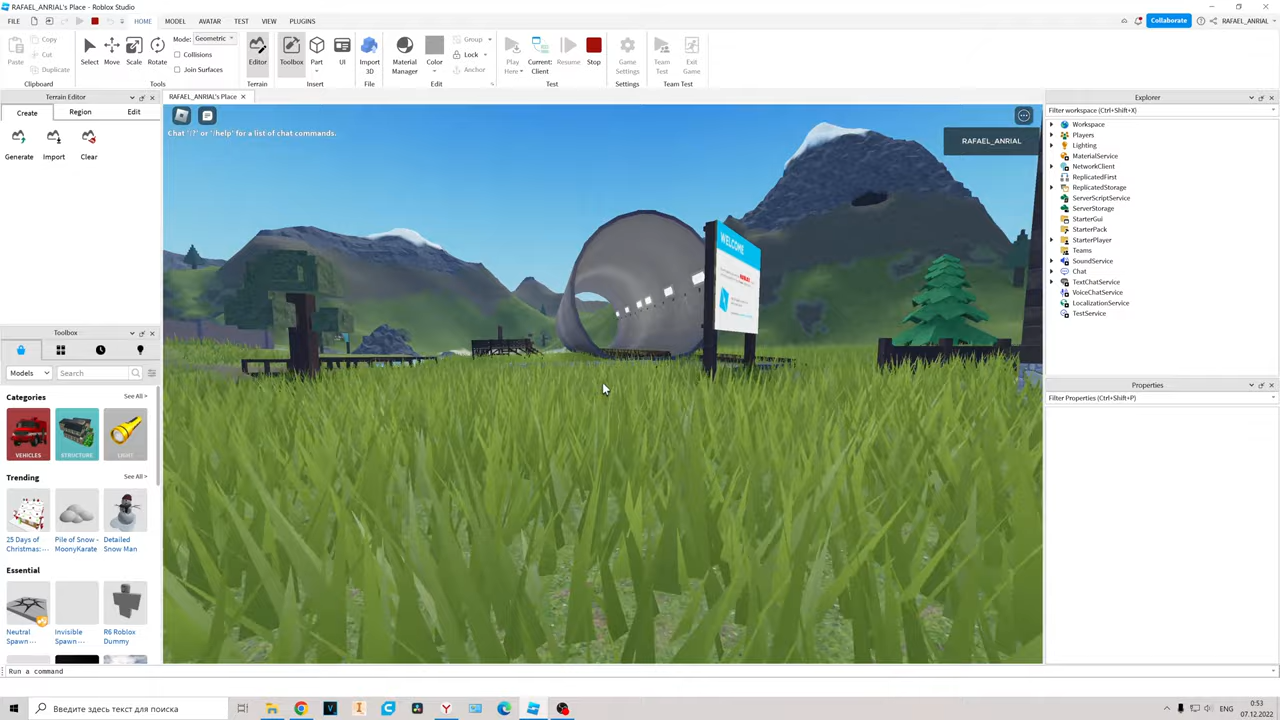 RAFAEL_ANRIAL's Place - Roblox Studio
FILE
HOME
MODEL
AVATAR
TEST
VIEW
PLUGINS
Collaborate
RAFAEL_ANRIAL
Paste
Copy
Cut
Duplicate
Clipboard
Select
Move
Scale
Rotate
Mode: Geometric
Collisions
Join Surfaces
Tools
Editor
Terrain
Toolbox
Part
UI
Insert
Import 3D
File
Material Manager
Color
Group
Lock
Anchor
Edit
Play Here
Current: Client
Resume
Stop
Test
Game Settings
Settings
Team Test
Exit Game
Team Test
Terrain Editor
Create
Region
Edit
Generate
Import
Clear
RAFAEL_ANRIAL's Place
Chat '/?' or '/help' for a list of chat commands.
RAFAEL_ANRIAL
WELCOME
Toolbox
Models
Search
Categories
See All >
VEHICLES
STRUCTURE
LIGHT
Trending
See All >
25 Days of Christmas:...
Pile of Snow - MoonyKarate
Detailed Snow Man
Essential
Neutral Spawn...
Invisible Spawn...
R6 Roblox Dummy
Explorer
Filter workspace (Ctrl+Shift+X)
Workspace
Players
Lighting
MaterialService
NetworkClient
ReplicatedFirst
ReplicatedStorage
ServerScriptService
ServerStorage
StarterGui
StarterPack
StarterPlayer
Teams
SoundService
Chat
TextChatService
VoiceChatService
LocalizationService
TestService
Properties
Filter Properties (Ctrl+Shift+P)
Run a command
Введите здесь текст для поиска
ENG
0:53
07.12.2022